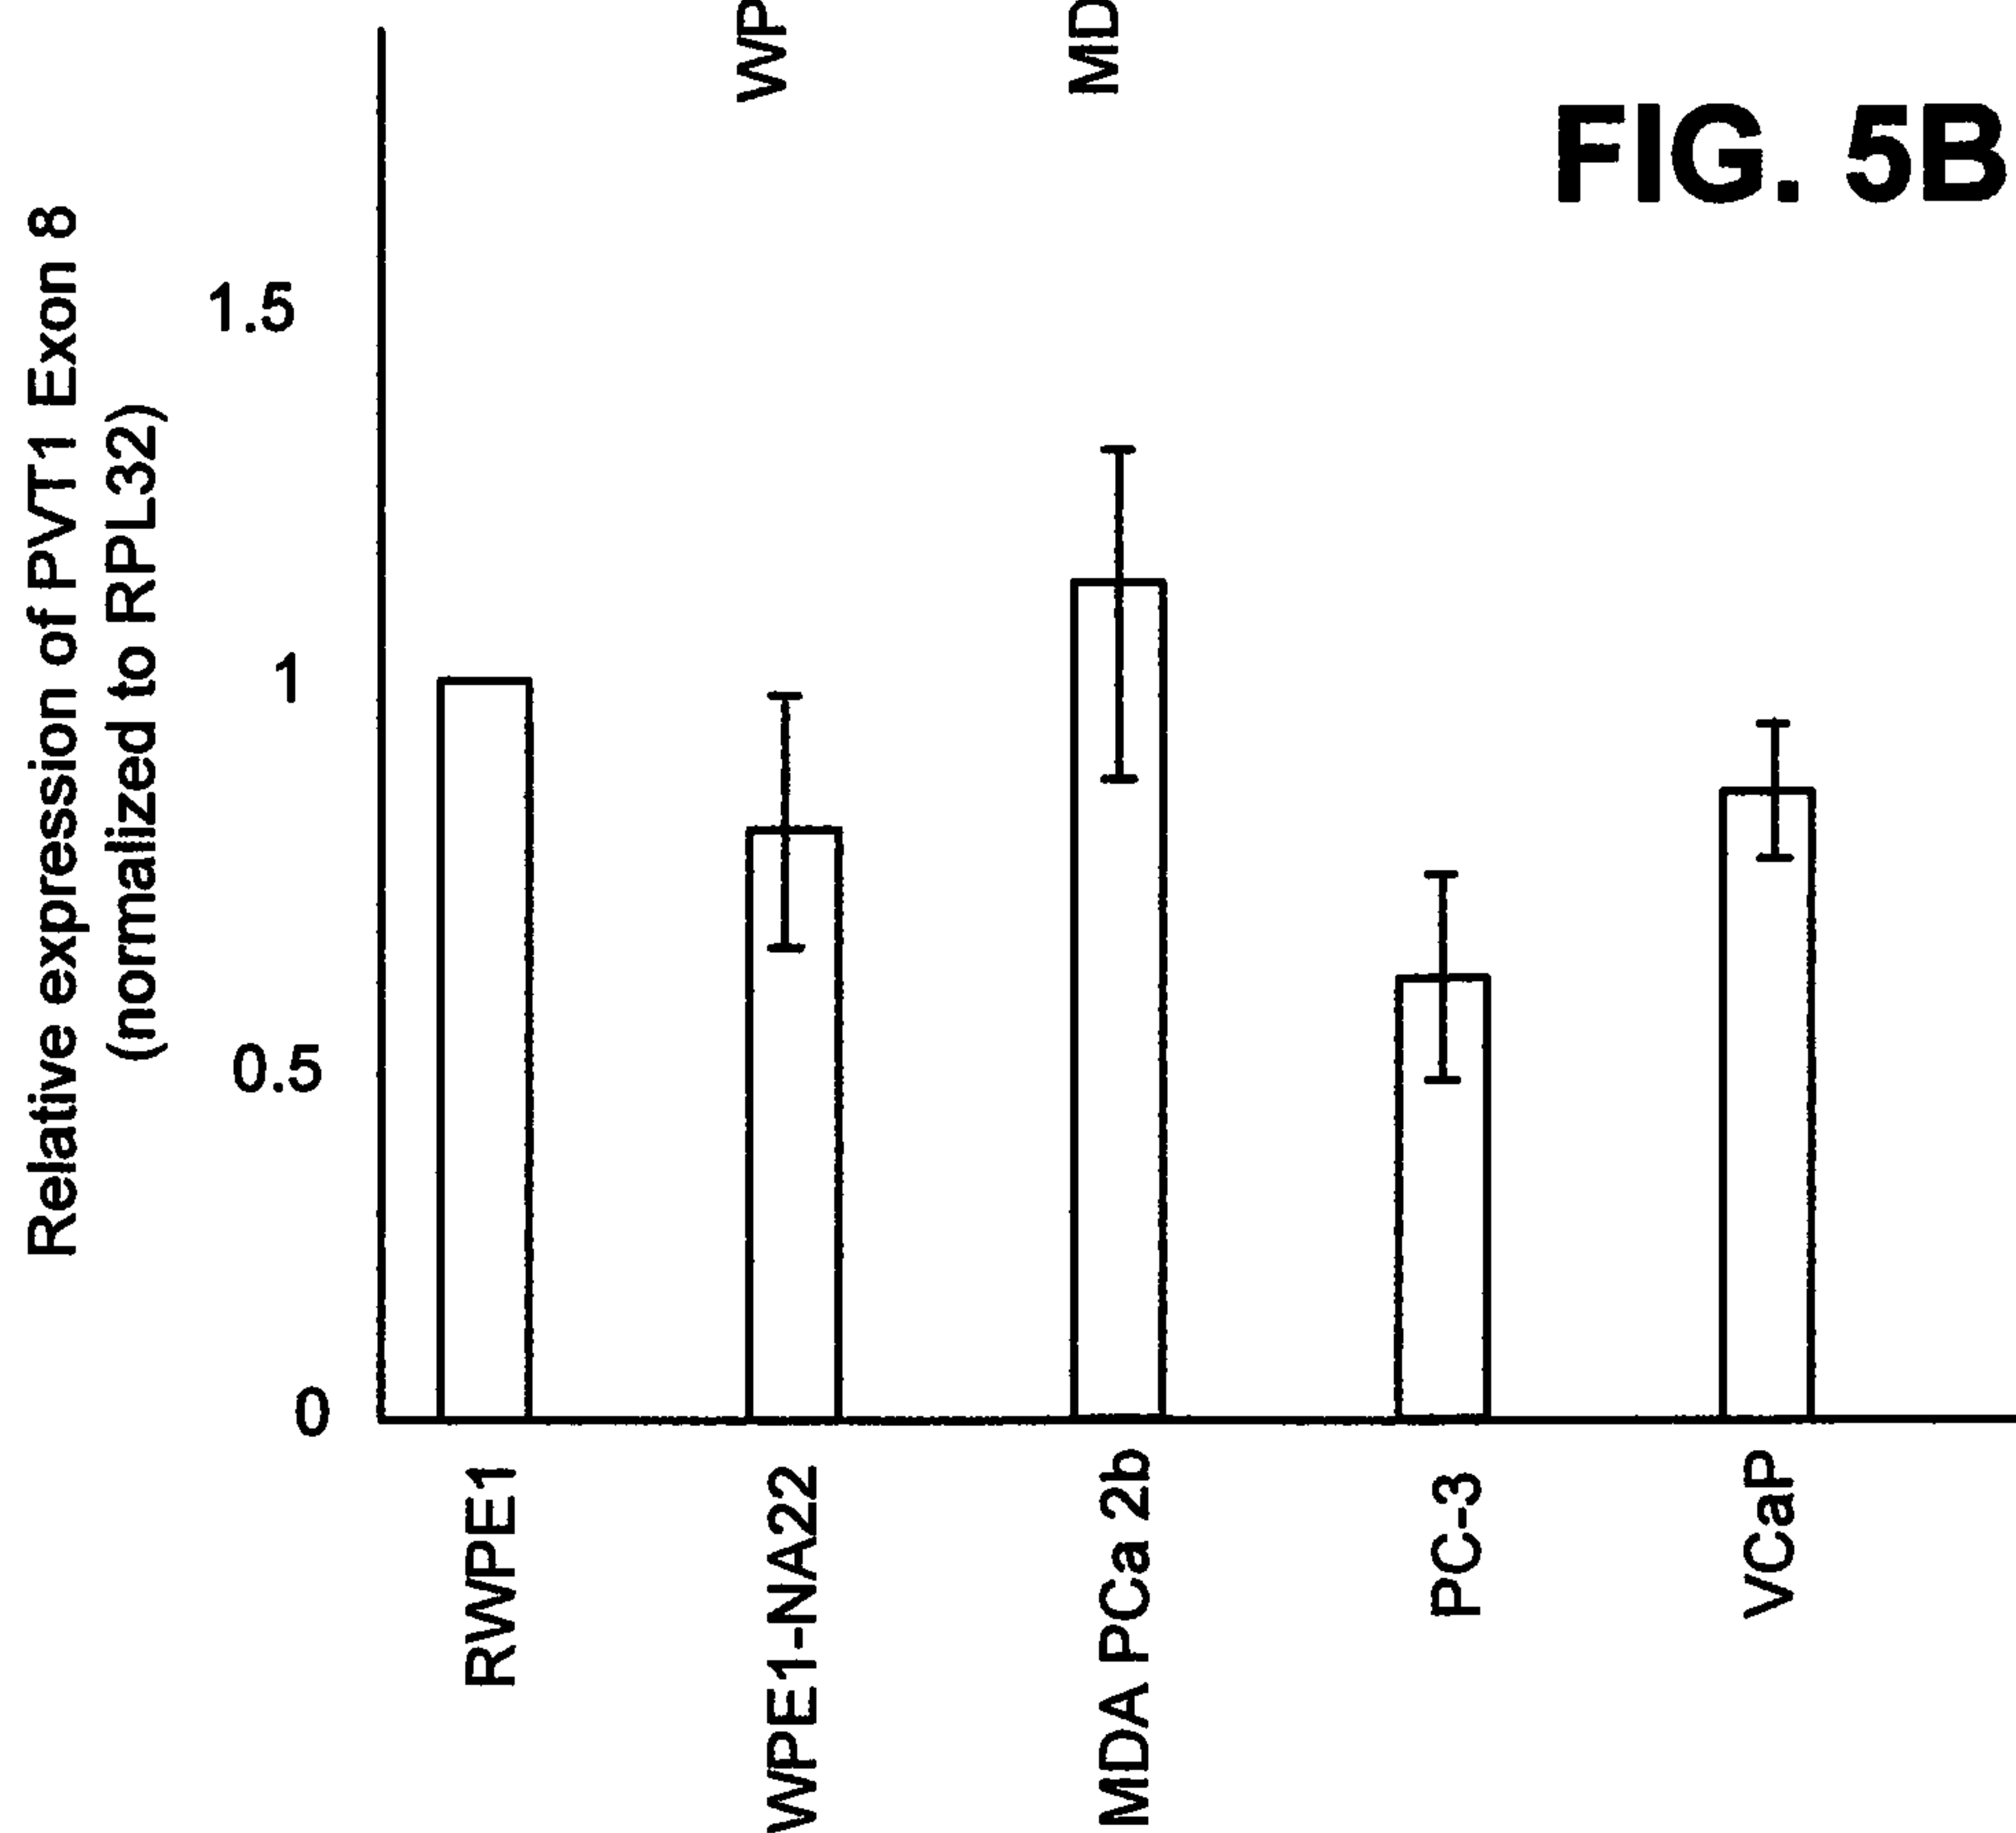 WP
MD
FIG. 5B
Relative expression of PVT1 Exon 8
(normalized to RPL32)
1.5
1
0.5
0
RWPE1
WPE1-NA22
MDA PCa 2b
PC-3
VCaP